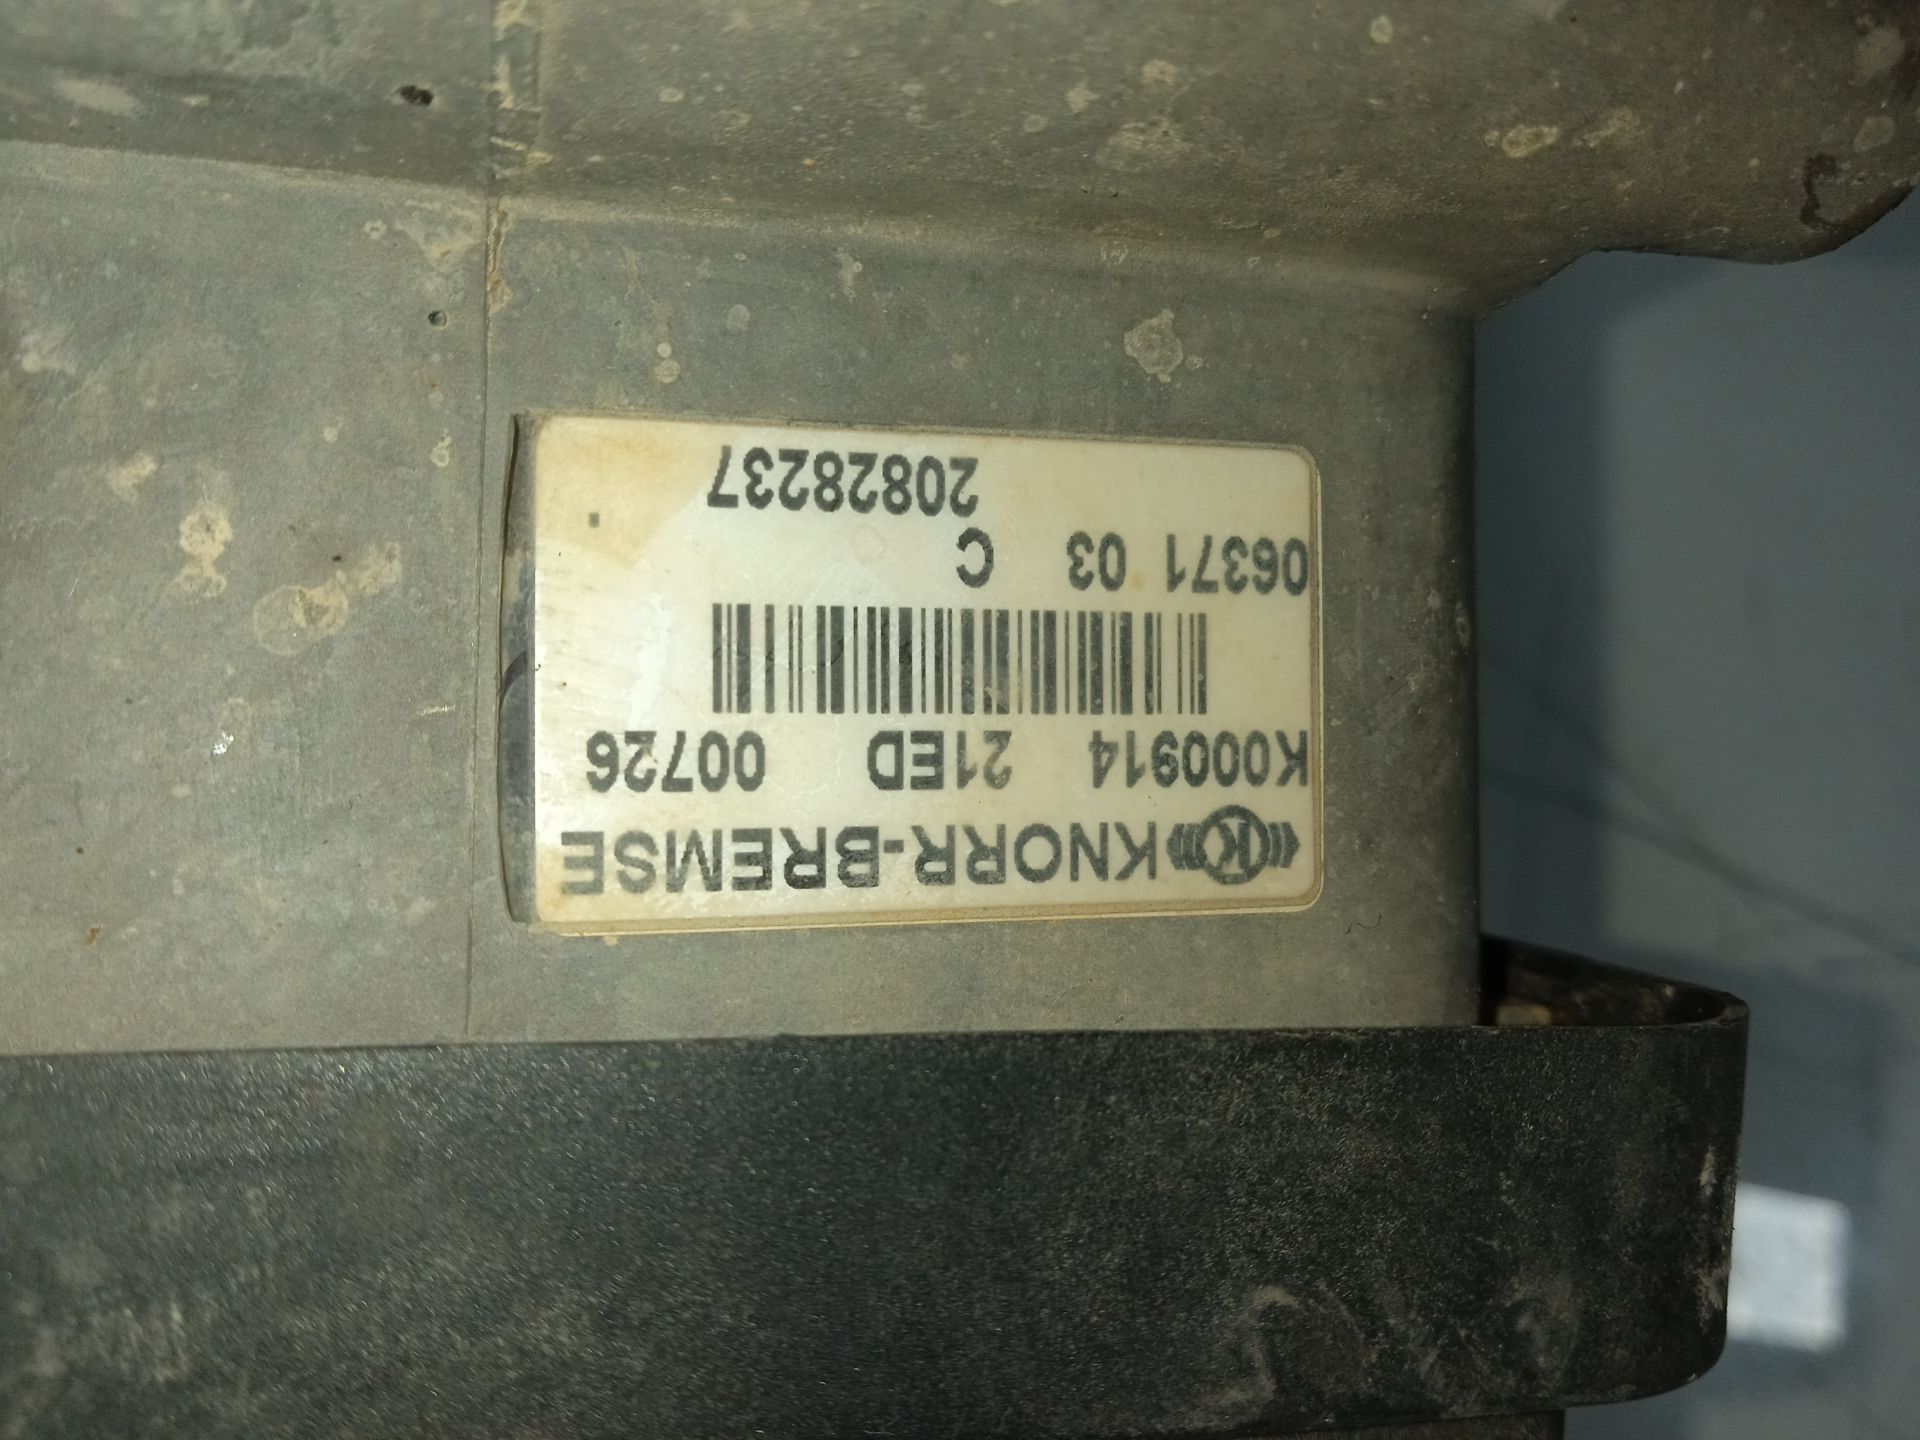 KNORR-BREMSE
K000914 21ED 00726
06371 03 C
20828237